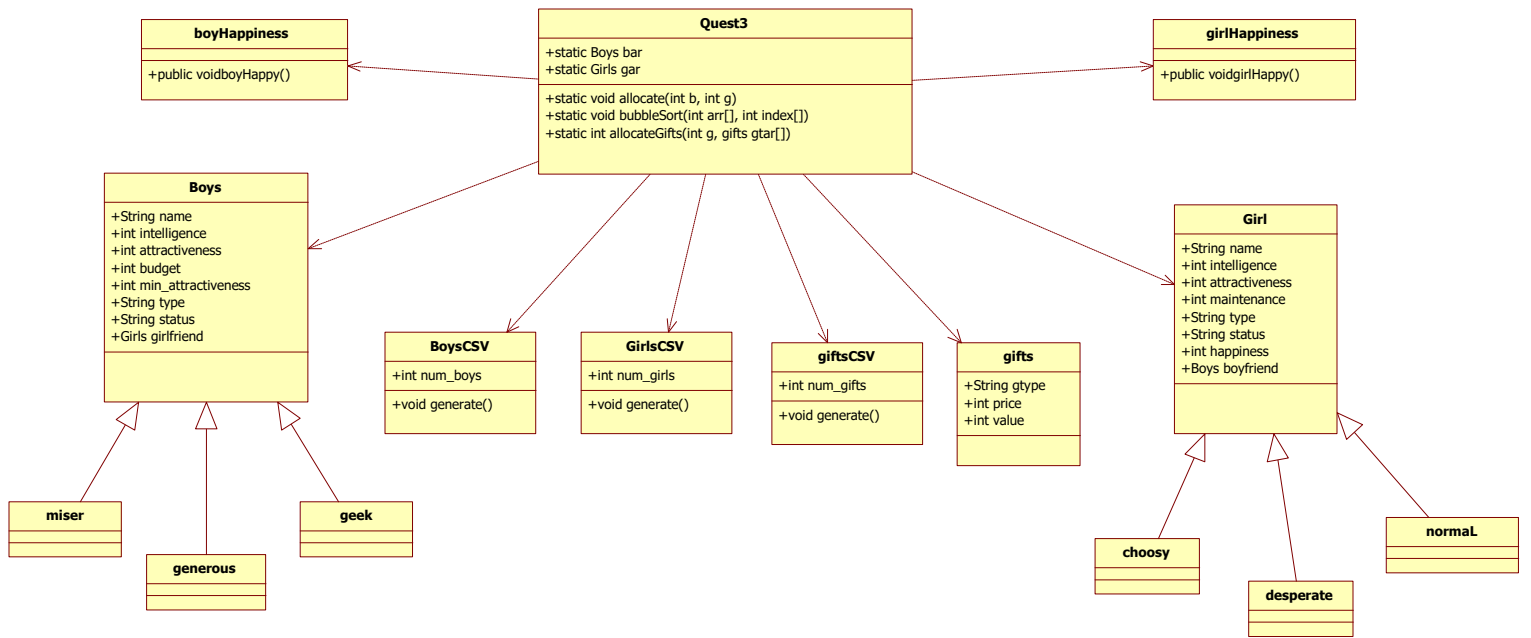 boyHappiness
+public voidboyHappy()
Quest3
+static Boys bar
+static Girls gar
+static void allocate(int b, int g)
+static void bubbleSort(int arr[], int index[])
+static int allocateGifts(int g, gifts gtar[])
girlHappiness
+public voidgirlHappy()
Boys
+String name
+int intelligence
+int attractiveness
+int budget
+int min_attractiveness
+String type
+String status
+Girls girlfriend
BoysCSV
+int num_boys
+void generate()
GirlsCSV
+int num_girls
+void generate()
giftsCSV
+int num_gifts
+void generate()
gifts
+String gtype
+int price
+int value
Girl
+String name
+int intelligence
+int attractiveness
+int maintenance
+String type
+String status
+int happiness
+Boys boyfriend
miser
generous
geek
choosy
desperate
normaL